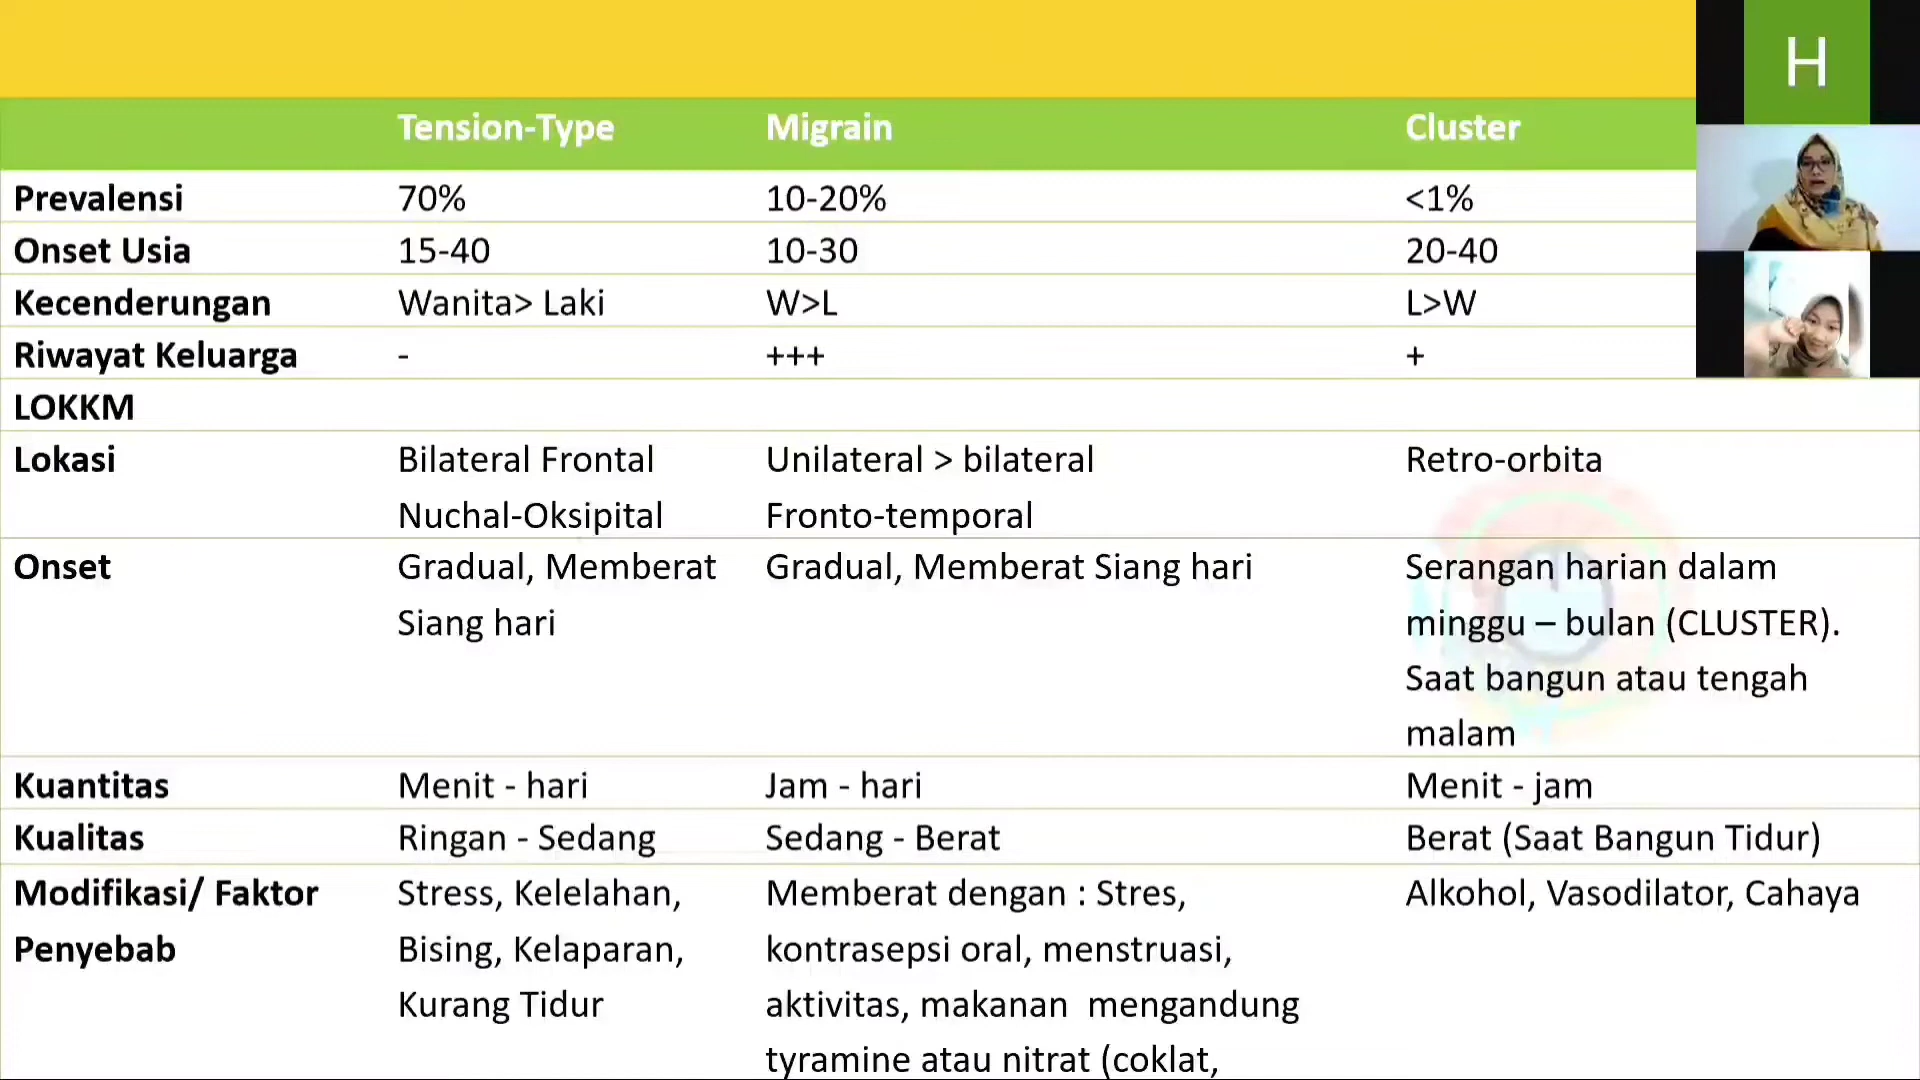 H
Tension-Type Migrain Cluster
Prevalensi 70% 10-20% <1%
Onset Usia 15-40 10-30 20-40
Kecenderungan Wanita> Laki W>L L>W
Riwayat Keluarga - +++ +
LOKKM
Lokasi Bilateral Frontal Unilateral > bilateral Retro-orbita
Nuchal-Oksipital Fronto-temporal
Onset Gradual, Memberat Gradual, Memberat Siang hari Serangan harian dalam
Siang hari minggu – bulan (CLUSTER).
Saat bangun atau tengah
malam
Kuantitas Menit - hari Jam - hari Menit - jam
Kualitas Ringan - Sedang Sedang - Berat Berat (Saat Bangun Tidur)
Modifikasi/ Faktor Stress, Kelelahan, Memberat dengan : Stres, Alkohol, Vasodilator, Cahaya
Penyebab Bising, Kelaparan, kontrasepsi oral, menstruasi,
Kurang Tidur aktivitas, makanan mengandung
tyramine atau nitrat (coklat,